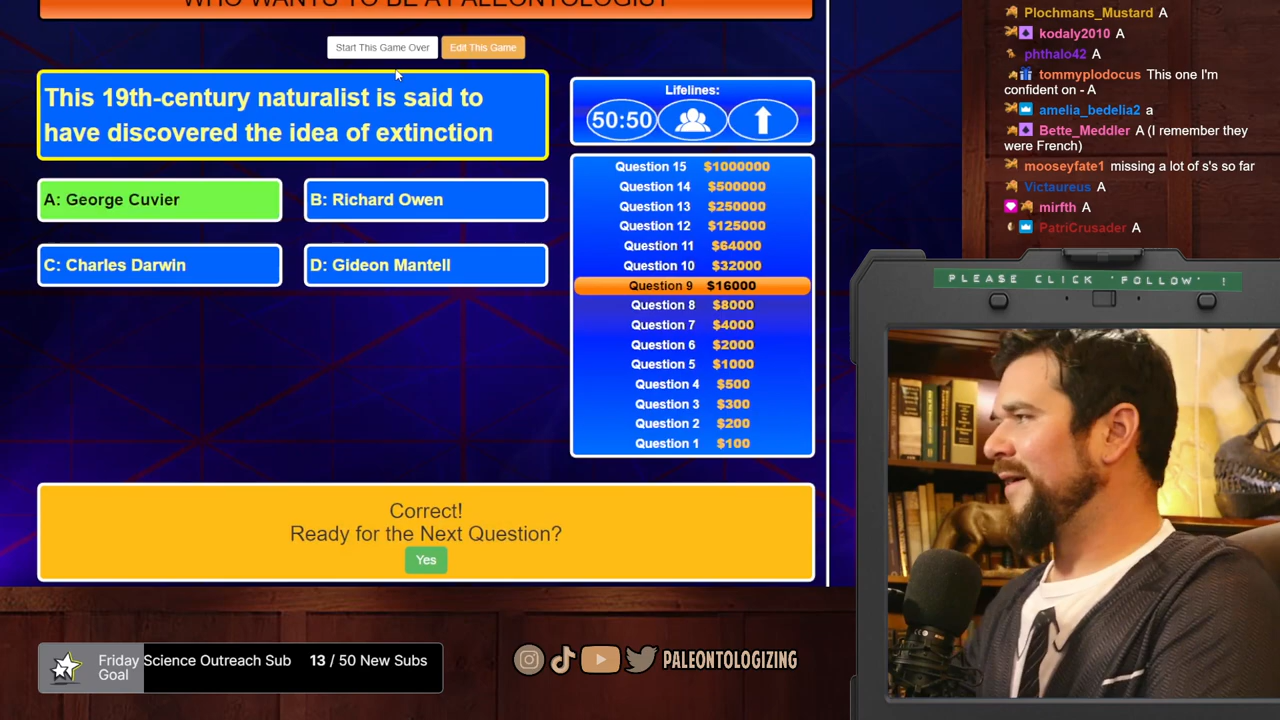 WHO WANTS TO BE A PALEONTOLOGIST
Start This Game Over
Edit This Game
This 19th-century naturalist is said to
have discovered the idea of extinction
A: George Cuvier
B: Richard Owen
C: Charles Darwin
D: Gideon Mantell
Lifelines:
50:50
Question 15 $1000000
Question 14 $500000
Question 13 $250000
Question 12 $125000
Question 11 $64000
Question 10 $32000
Question 9 $16000
Question 8 $8000
Question 7 $4000
Question 6 $2000
Question 5 $1000
Question 4 $500
Question 3 $300
Question 2 $200
Question 1 $100
Correct!
Ready for the Next Question?
Yes
Plochmans_Mustard A
kodaly2010 A
phthalo42 A
tommyplodocus This one I'm
confident on - A
amelia_bedelia2 a
Bette_Meddler A (I remember they
were French)
mooseyfate1 missing a lot of s's so far
Victaureus A
mirfth A
PatriCrusader A
PLEASE CLICK 'FOLLOW' !
Friday Science Outreach Sub
Goal
13 / 50 New Subs
PALEONTOLOGIZING